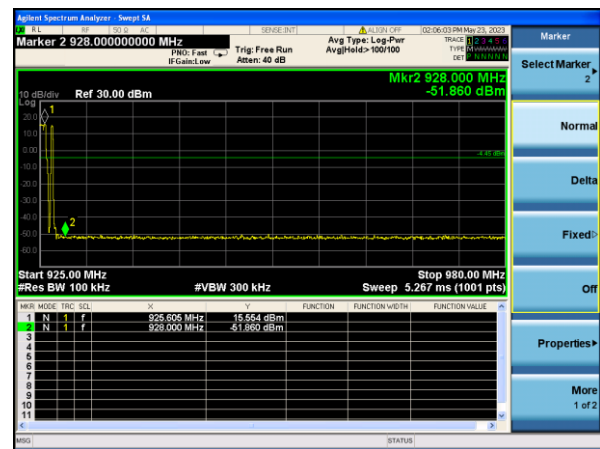 Agilent Spectrum Analyzer - Swept SA
RL RF 50 Ω AC SENSE:INT ALIGN OFF 02:06:03 PM May 23, 2023
Marker 2 928.000000000 MHz
PNO: Fast
IFGain:Low
Trig: Free Run
Atten: 40 dB
Avg Type: Log-Pwr
Avg|Hold:>100/100
TRACE 1 2 3 4 5 6
TYPE
DET P N N N N N
Mkr2 928.000 MHz
-51.860 dBm
10 dB/div Ref 30.00 dBm
Log
20.0
10.0
0.00
-10.0
-20.0
-30.0
-40.0
-50.0
-60.0
1
2
-4.45 dBm
Start 925.00 MHz Stop 980.00 MHz
#Res BW 100 kHz #VBW 300 kHz Sweep 5.267 ms (1001 pts)
MKR MODE TRC SCL X Y FUNCTION FUNCTION WIDTH FUNCTION VALUE
1 N 1 f 925.605 MHz 15.554 dBm
2 N 1 f 928.000 MHz -51.860 dBm
3
4
5
6
7
8
9
10
11
MSG STATUS
Marker
Select Marker
2
Normal
Delta
Fixed
Off
Properties
More
1 of 2